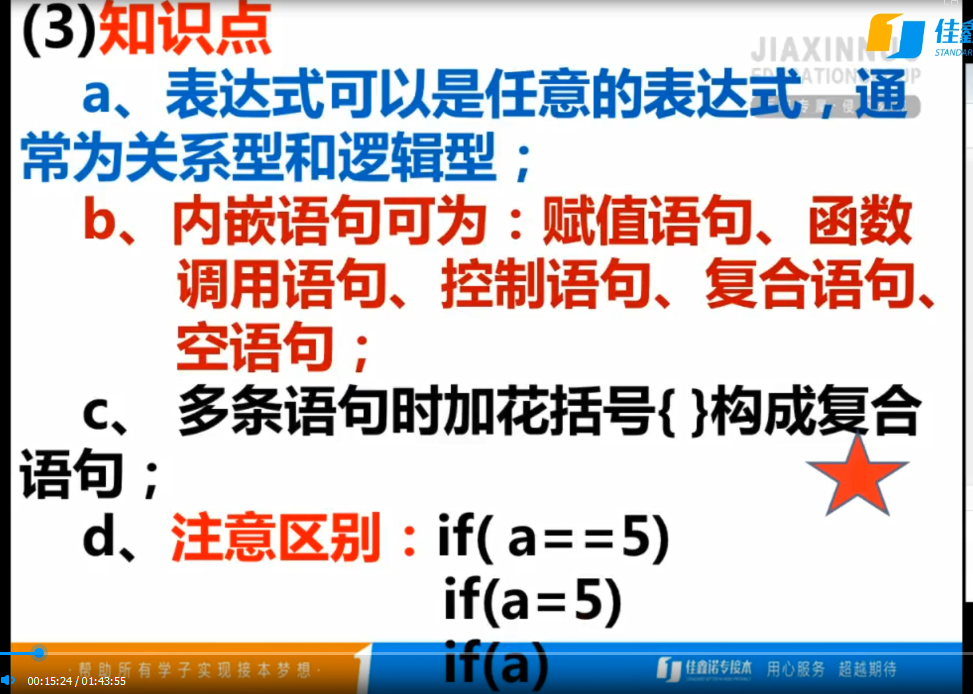 (3)知识点
JIAXINNUO
佳鑫
STANDAR
EDUCATION GROUP
a、表达式可以是任意的表达式，通
常为关系型和逻辑型；
b、内嵌语句可为：赋值语句、函数
调用语句、控制语句、复合语句、
空语句；
c、 多条语句时加花括号{ }构成复合
语句；
d、注意区别：if( a==5)
if(a=5)
if(a)
·帮助所有学子实现接本梦想·
佳鑫诺专接本
用心服务 超越期待
00:15:24 / 01:43:55